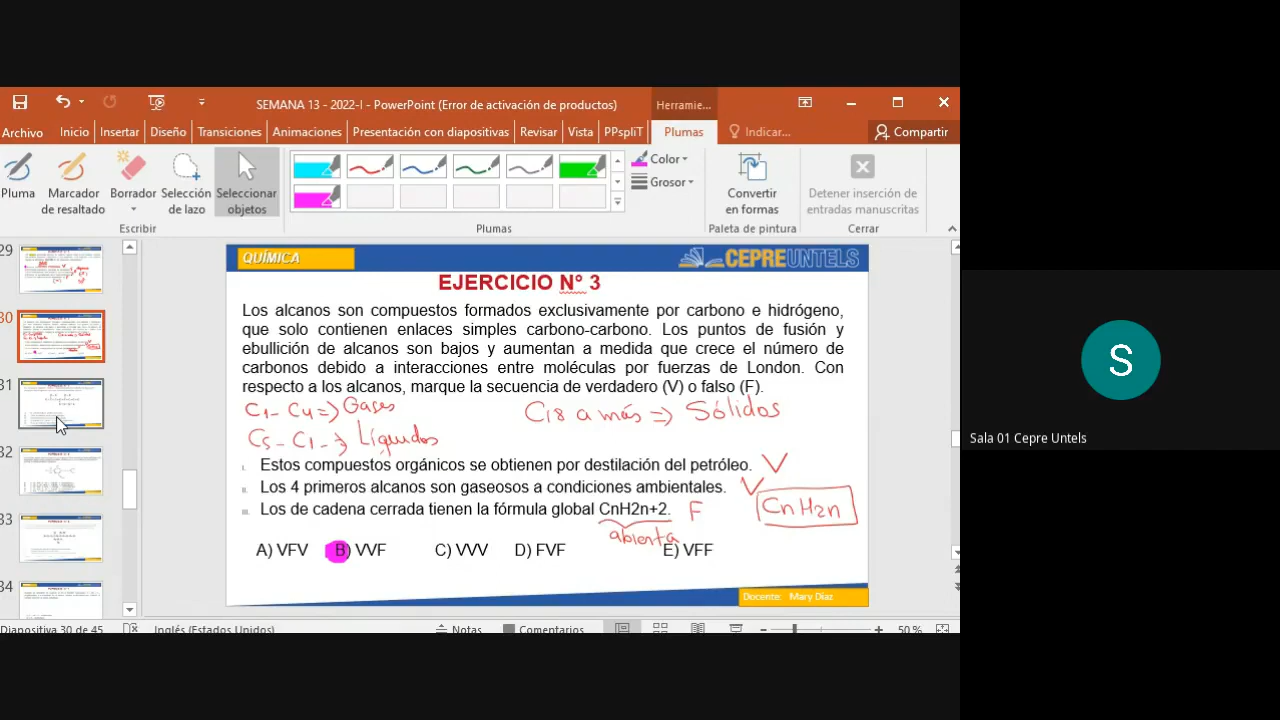 SEMANA 13 - 2022-I - PowerPoint (Error de activación de productos)
Herramie...
Archivo Inicio Insertar Diseño Transiciones Animaciones Presentación con diapositivas Revisar Vista PPspliT Plumas Indicar... Compartir
Pluma
Marcador de resaltado
Borrador
Selección de lazo
Seleccionar objetos
Color
Grosor
Convertir en formas
Detener inserción de entradas manuscritas
Escribir Plumas Paleta de pintura Cerrar
29
30
31
32
33
34
QUÍMICA
CEPREUNTELS
EJERCICIO N° 3
Los alcanos son compuestos formados exclusivamente por carbono e hidrógeno,
que solo contienen enlaces simples carbono-carbono. Los puntos de fusión y
ebullición de alcanos son bajos y aumentan a medida que crece el número de
carbonos debido a interacciones entre moléculas por fuerzas de London. Con
respecto a los alcanos, marque secuencia de verdadero (V) o falso (F).
C1 - C4 => Gases C18 a más => Sólidos
Líquidos
I. Estos compuestos orgánicos se obtienen por destilación del petróleo. V
II. Los 4 primeros alcanos son gaseosos a condiciones ambientales. V
III. Los de cadena cerrada tienen la fórmula global CnH2n+2. F CnH2n
abierta
A) VFV B) VVF C) VVV D) FVF E) VFF
Docente: Mary Díaz
Diapositiva 30 de 45 Inglés (Estados Unidos) Notas Comentarios 50 %
S
Sala 01 Cepre Untels